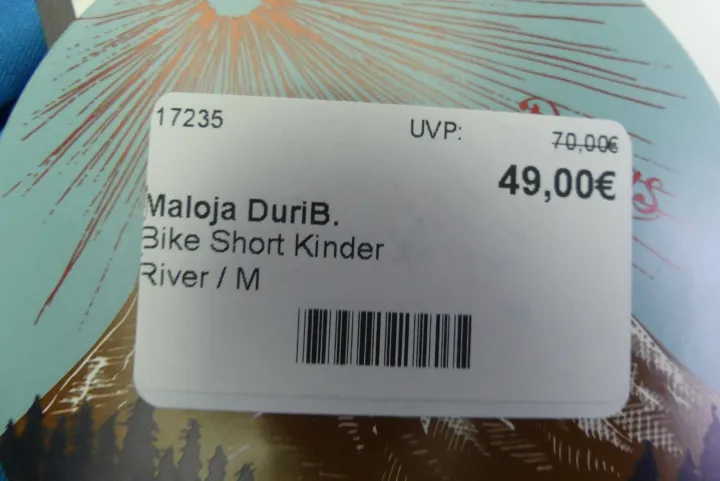 17235 UVP: 70,00€
49,00€
Maloja DuriB.
Bike Short Kinder
River / M